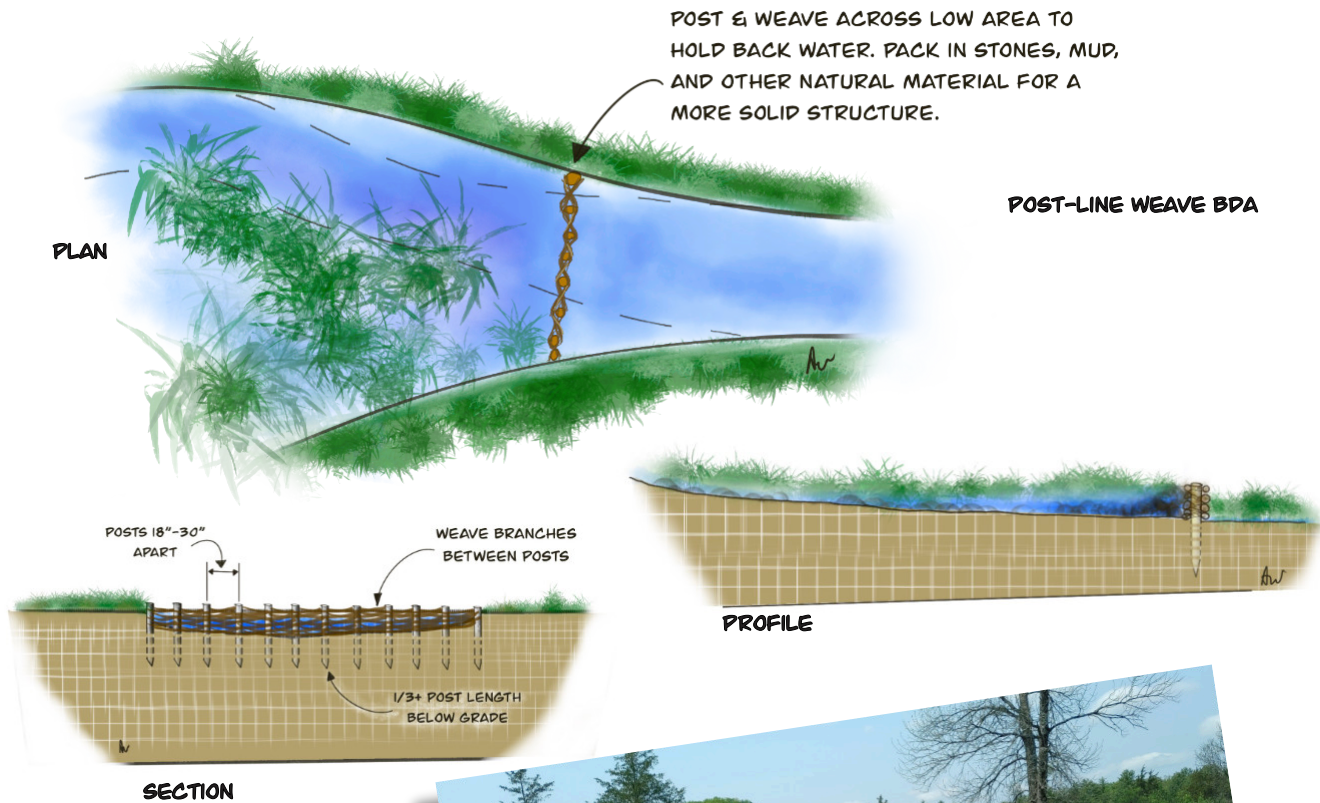 POST & WEAVE ACROSS LOW AREA TO
HOLD BACK WATER. PACK IN STONES, MUD,
AND OTHER NATURAL MATERIAL FOR A
MORE SOLID STRUCTURE.
POST-LINE WEAVE BDA
PLAN
POSTS 18"-30"
APART
WEAVE BRANCHES
BETWEEN POSTS
1/3+ POST LENGTH
BELOW GRADE
SECTION
PROFILE